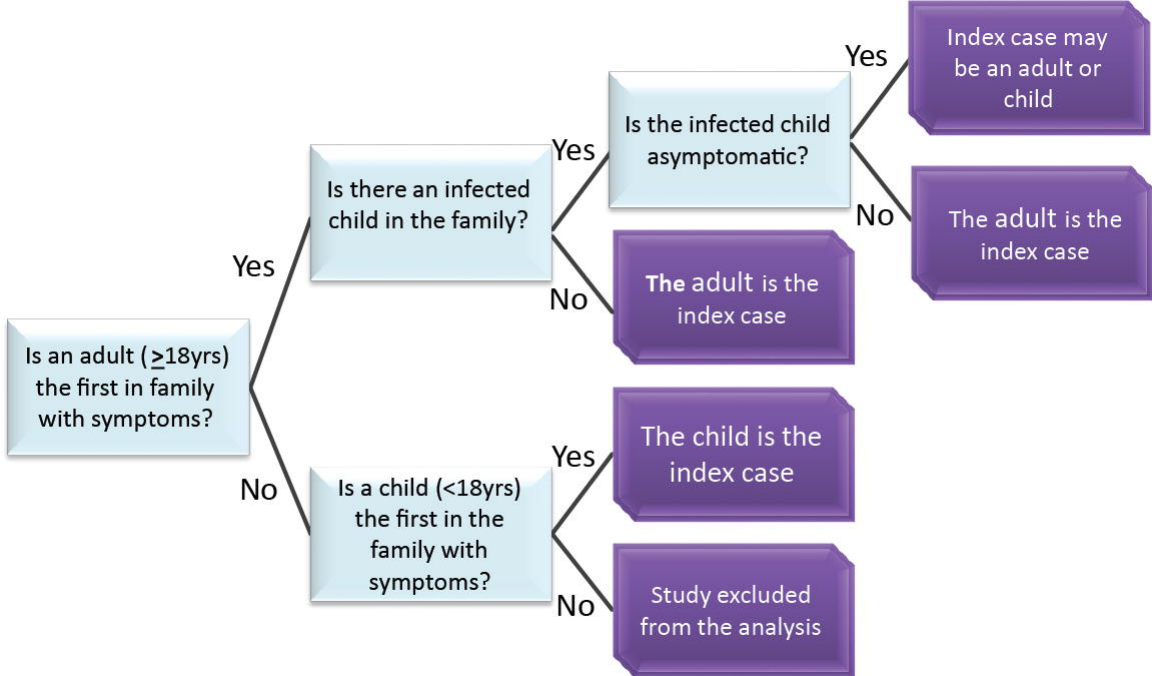 Index case may
be an adult or
child
Yes
Is the infected child
asymptomatic?
Yes
Is there an infected
child in the family?
No
The adult is the
index case
Yes
No
The adult is the
index case
Is an adult (≥18yrs)
the first in family
with symptoms?
The child is the
index case
Yes
No
Is a child (<18yrs)
the first in the
family with
symptoms?
No
Study excluded
from the analysis